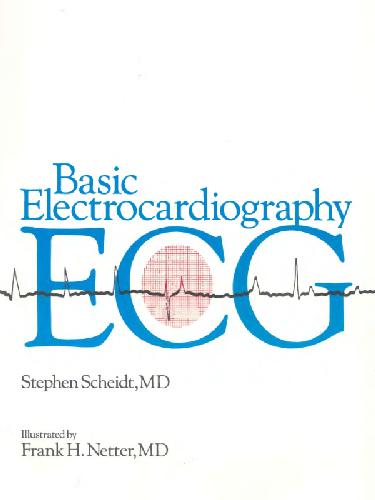 Basic
Electrocardiography
ECG
Stephen Scheidt, MD
Illustrated by
Frank H. Netter, MD